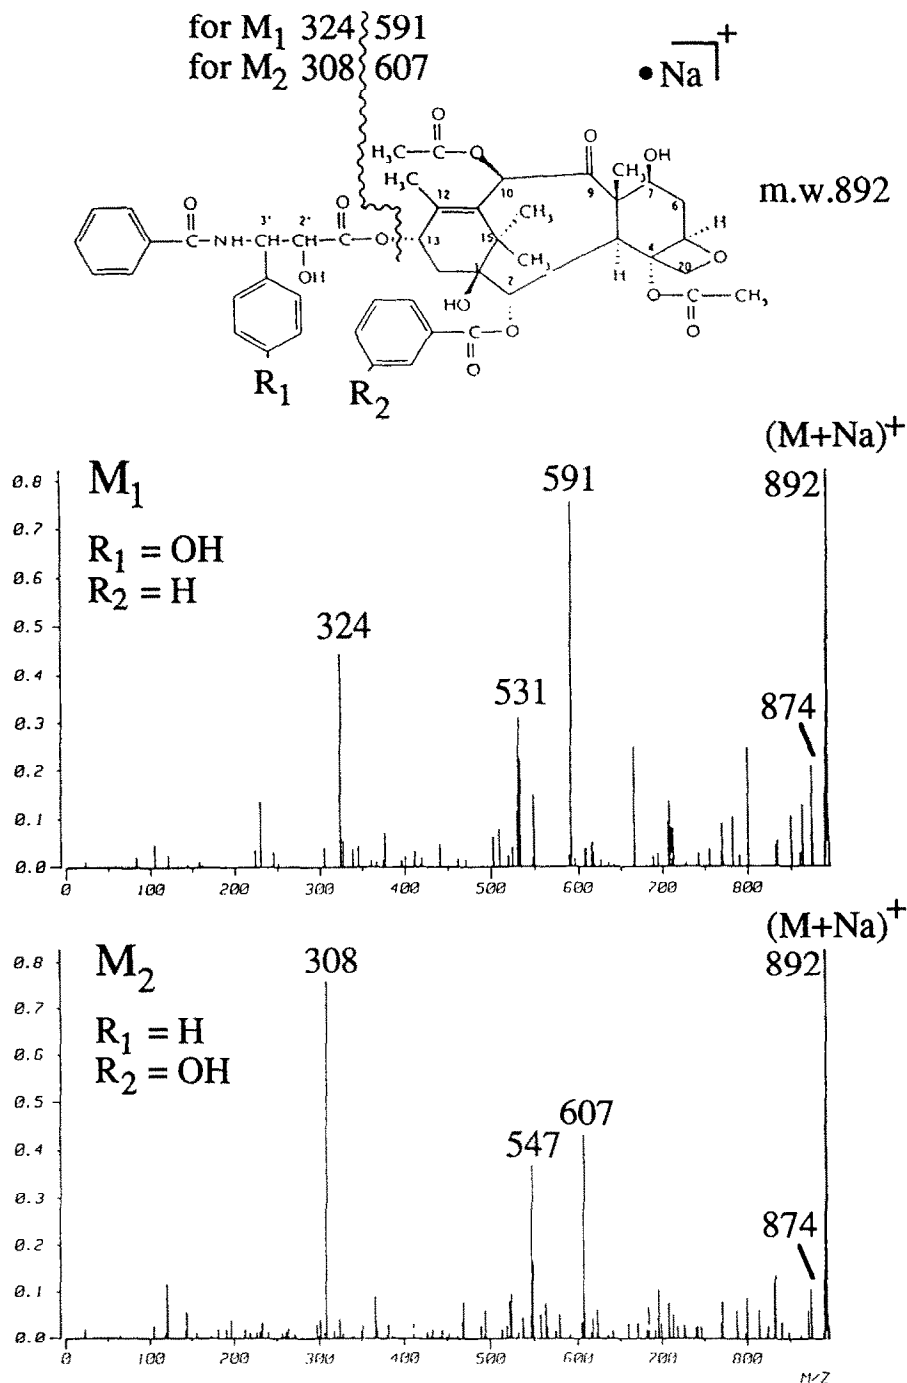 for M1 324 591
for M2 308 607
• Na +
m.w.892
O
H3C—C—O
O
OH
H3C
12
10
9
CH3
7
6
O
C—NH—CH—CH—C—O
3'
2'
O
OH
13
15
CH3
CH3
1
2
H
4
H
O
20
HO
O—C—CH3
O
C—O
O
R1
R2
(M+Na)+
892
M1
R1 = OH
R2 = H
324
531
591
874
0.8
0.7
0.6
0.5
0.4
0.3
0.2
0.1
0.0
0 100 200 300 400 500 600 700 800
(M+Na)+
892
M2
R1 = H
R2 = OH
308
547
607
874
0.8
0.7
0.6
0.5
0.4
0.3
0.2
0.1
0.0
0 100 200 300 400 500 600 700 800
M/Z